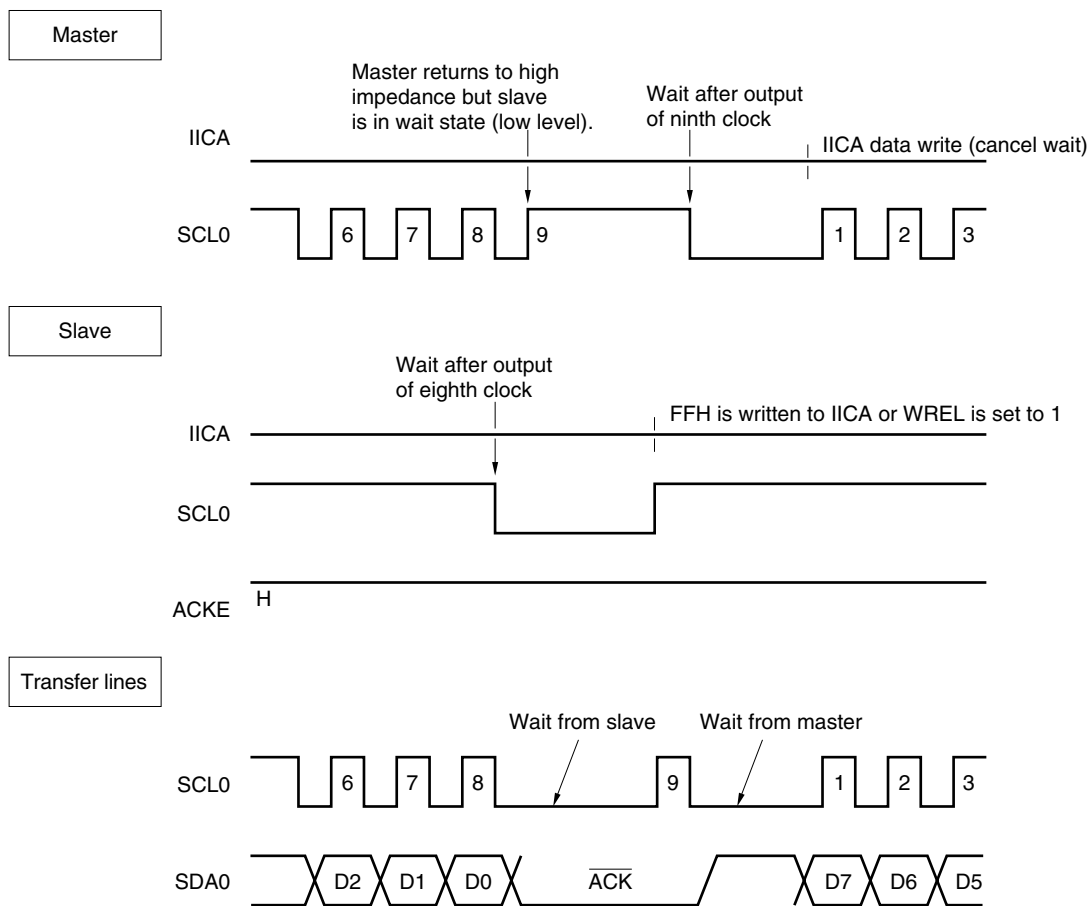 Master
Master returns to high
impedance but slave
is in wait state (low level).
Wait after output
of ninth clock
IICA
IICA data write (cancel wait)
SCL0
6 7 8 9 1 2 3
Slave
Wait after output
of eighth clock
IICA
FFH is written to IICA or WREL is set to 1
SCL0
ACKE
H
Transfer lines
Wait from slave
Wait from master
SCL0
6 7 8 9 1 2 3
SDA0
D2 D1 D0 ACK D7 D6 D5